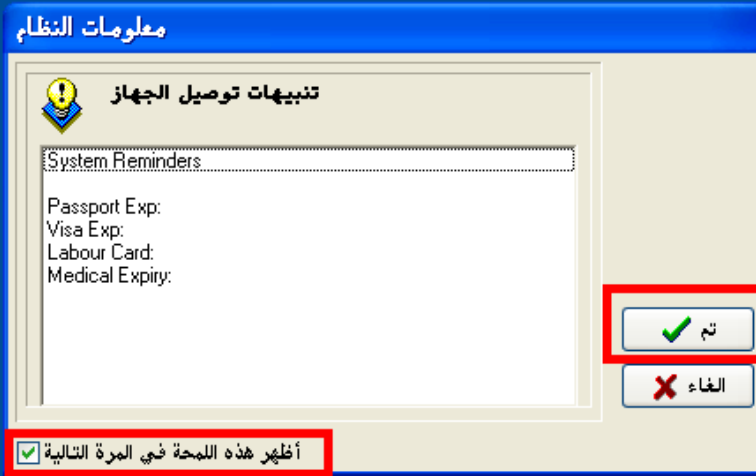 معلومات النظام
تنبيهات توصيل الجهاز
System Reminders
Passport Exp:
Visa Exp:
Labour Card:
Medical Expiry:
تم
الغاء
أظهر هذه اللمحة في المرة التالية